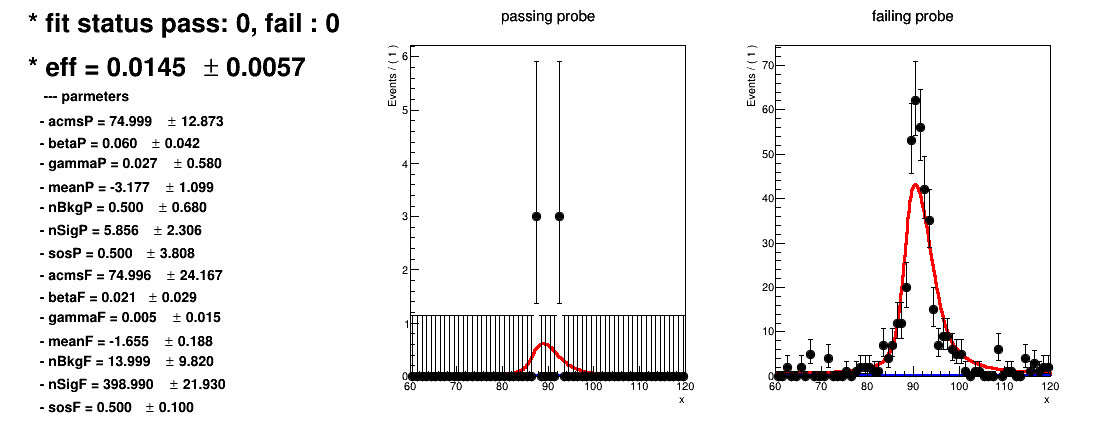 * fit status pass: 0, fail : 0
* eff = 0.0145 ± 0.0057
--- parmeters
- acmsP = 74.999 ± 12.873
- betaP = 0.060 ± 0.042
- gammaP = 0.027 ± 0.580
- meanP = -3.177 ± 1.099
- nBkgP = 0.500 ± 0.680
- nSigP = 5.856 ± 2.306
- sosP = 0.500 ± 3.808
- acmsF = 74.996 ± 24.167
- betaF = 0.021 ± 0.029
- gammaF = 0.005 ± 0.015
- meanF = -1.655 ± 0.188
- nBkgF = 13.999 ± 9.820
- nSigF = 398.990 ± 21.930
- sosF = 0.500 ± 0.100
passing probe
Events / ( 1 )
6
5
4
3
2
1
0
60 70 80 90 100 110 120
x
failing probe
Events / ( 1 )
70
60
50
40
30
20
10
0
60 70 80 90 100 110 120
x